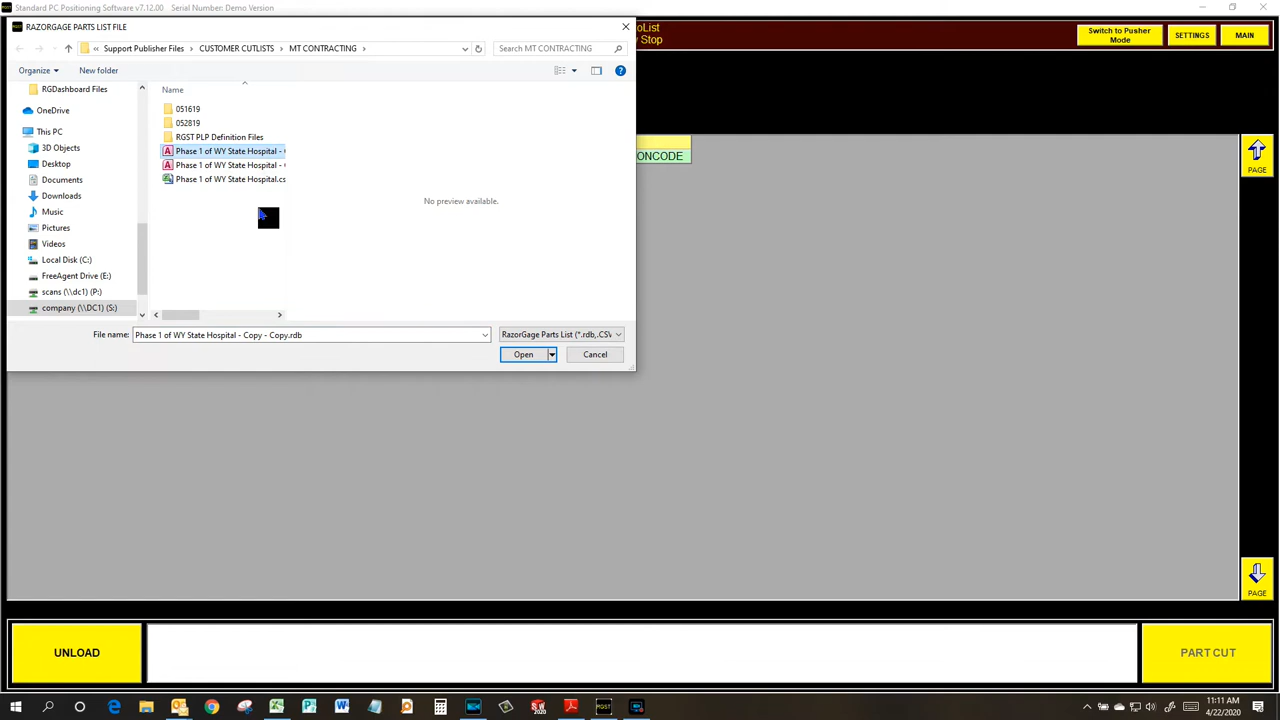 Standard PC Positioning Software v7.12.00 Serial Number: Demo Version
RAZORGAGE PARTS LIST FILE
« Support Publisher Files > CUSTOMER CUTLISTS > MT CONTRACTING >
Search MT CONTRACTING
Organize
New folder
Name
RGDashboard Files
OneDrive
This PC
3D Objects
Desktop
Documents
Downloads
Music
Pictures
Videos
Local Disk (C:)
FreeAgent Drive (E:)
scans (\\dc1) (P:)
company (\\DC1) (S:)
051619
052819
RGST PLP Definition Files
Phase 1 of WY State Hospital -
Phase 1 of WY State Hospital -
Phase 1 of WY State Hospital.cs
No preview available.
File name:
Phase 1 of WY State Hospital - Copy - Copy.rdb
RazorGage Parts List (*.rdb,.CSV
Open
Cancel
oList
Stop
Switch to Pusher
Mode
SETTINGS
MAIN
ONCODE
PAGE
PAGE
UNLOAD
PART CUT
RGST
2020
RGST
11:11 AM
4/22/2020